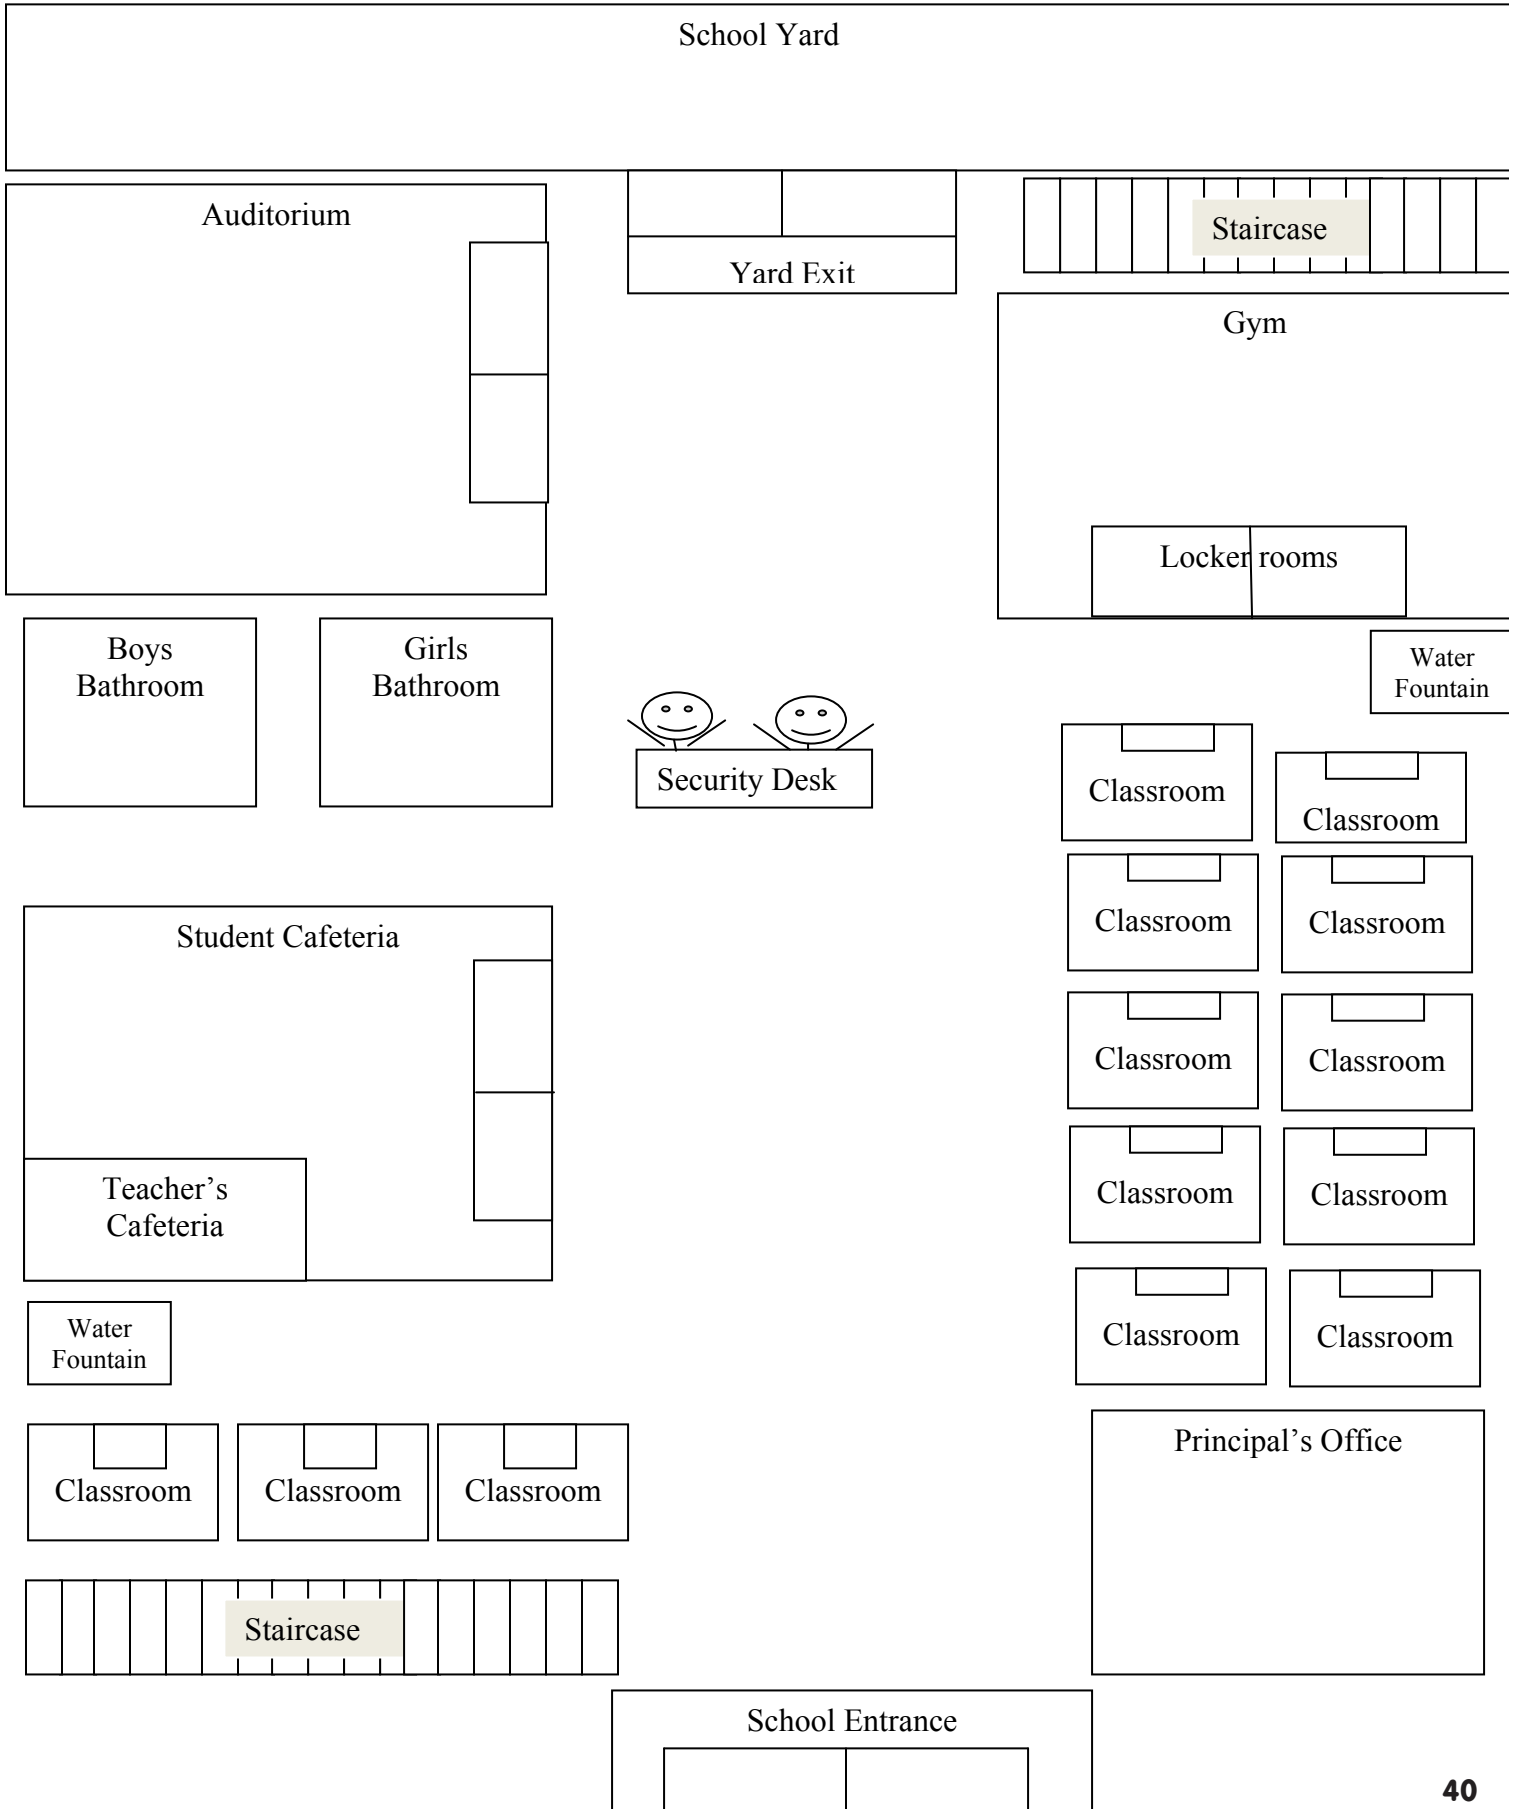 School Yard
Auditorium
Yard Exit
Staircase
Gym
Locker rooms
Boys
Bathroom
Girls
Bathroom
Water
Fountain
Security Desk
Classroom
Classroom
Classroom
Classroom
Student Cafeteria
Classroom
Classroom
Teacher's
Cafeteria
Classroom
Classroom
Water
Fountain
Classroom
Classroom
Classroom
Classroom
Classroom
Principal's Office
Staircase
School Entrance
40